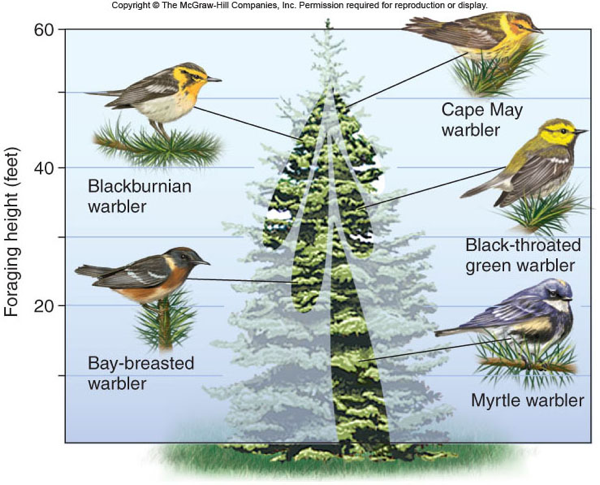 Copyright © The McGraw-Hill Companies, Inc. Permission required for reproduction or display.
60
Cape May
warbler
40
Blackburnian
warbler
Foraging height (feet)
Black-throated
green warbler
20
Bay-breasted
warbler
Myrtle warbler